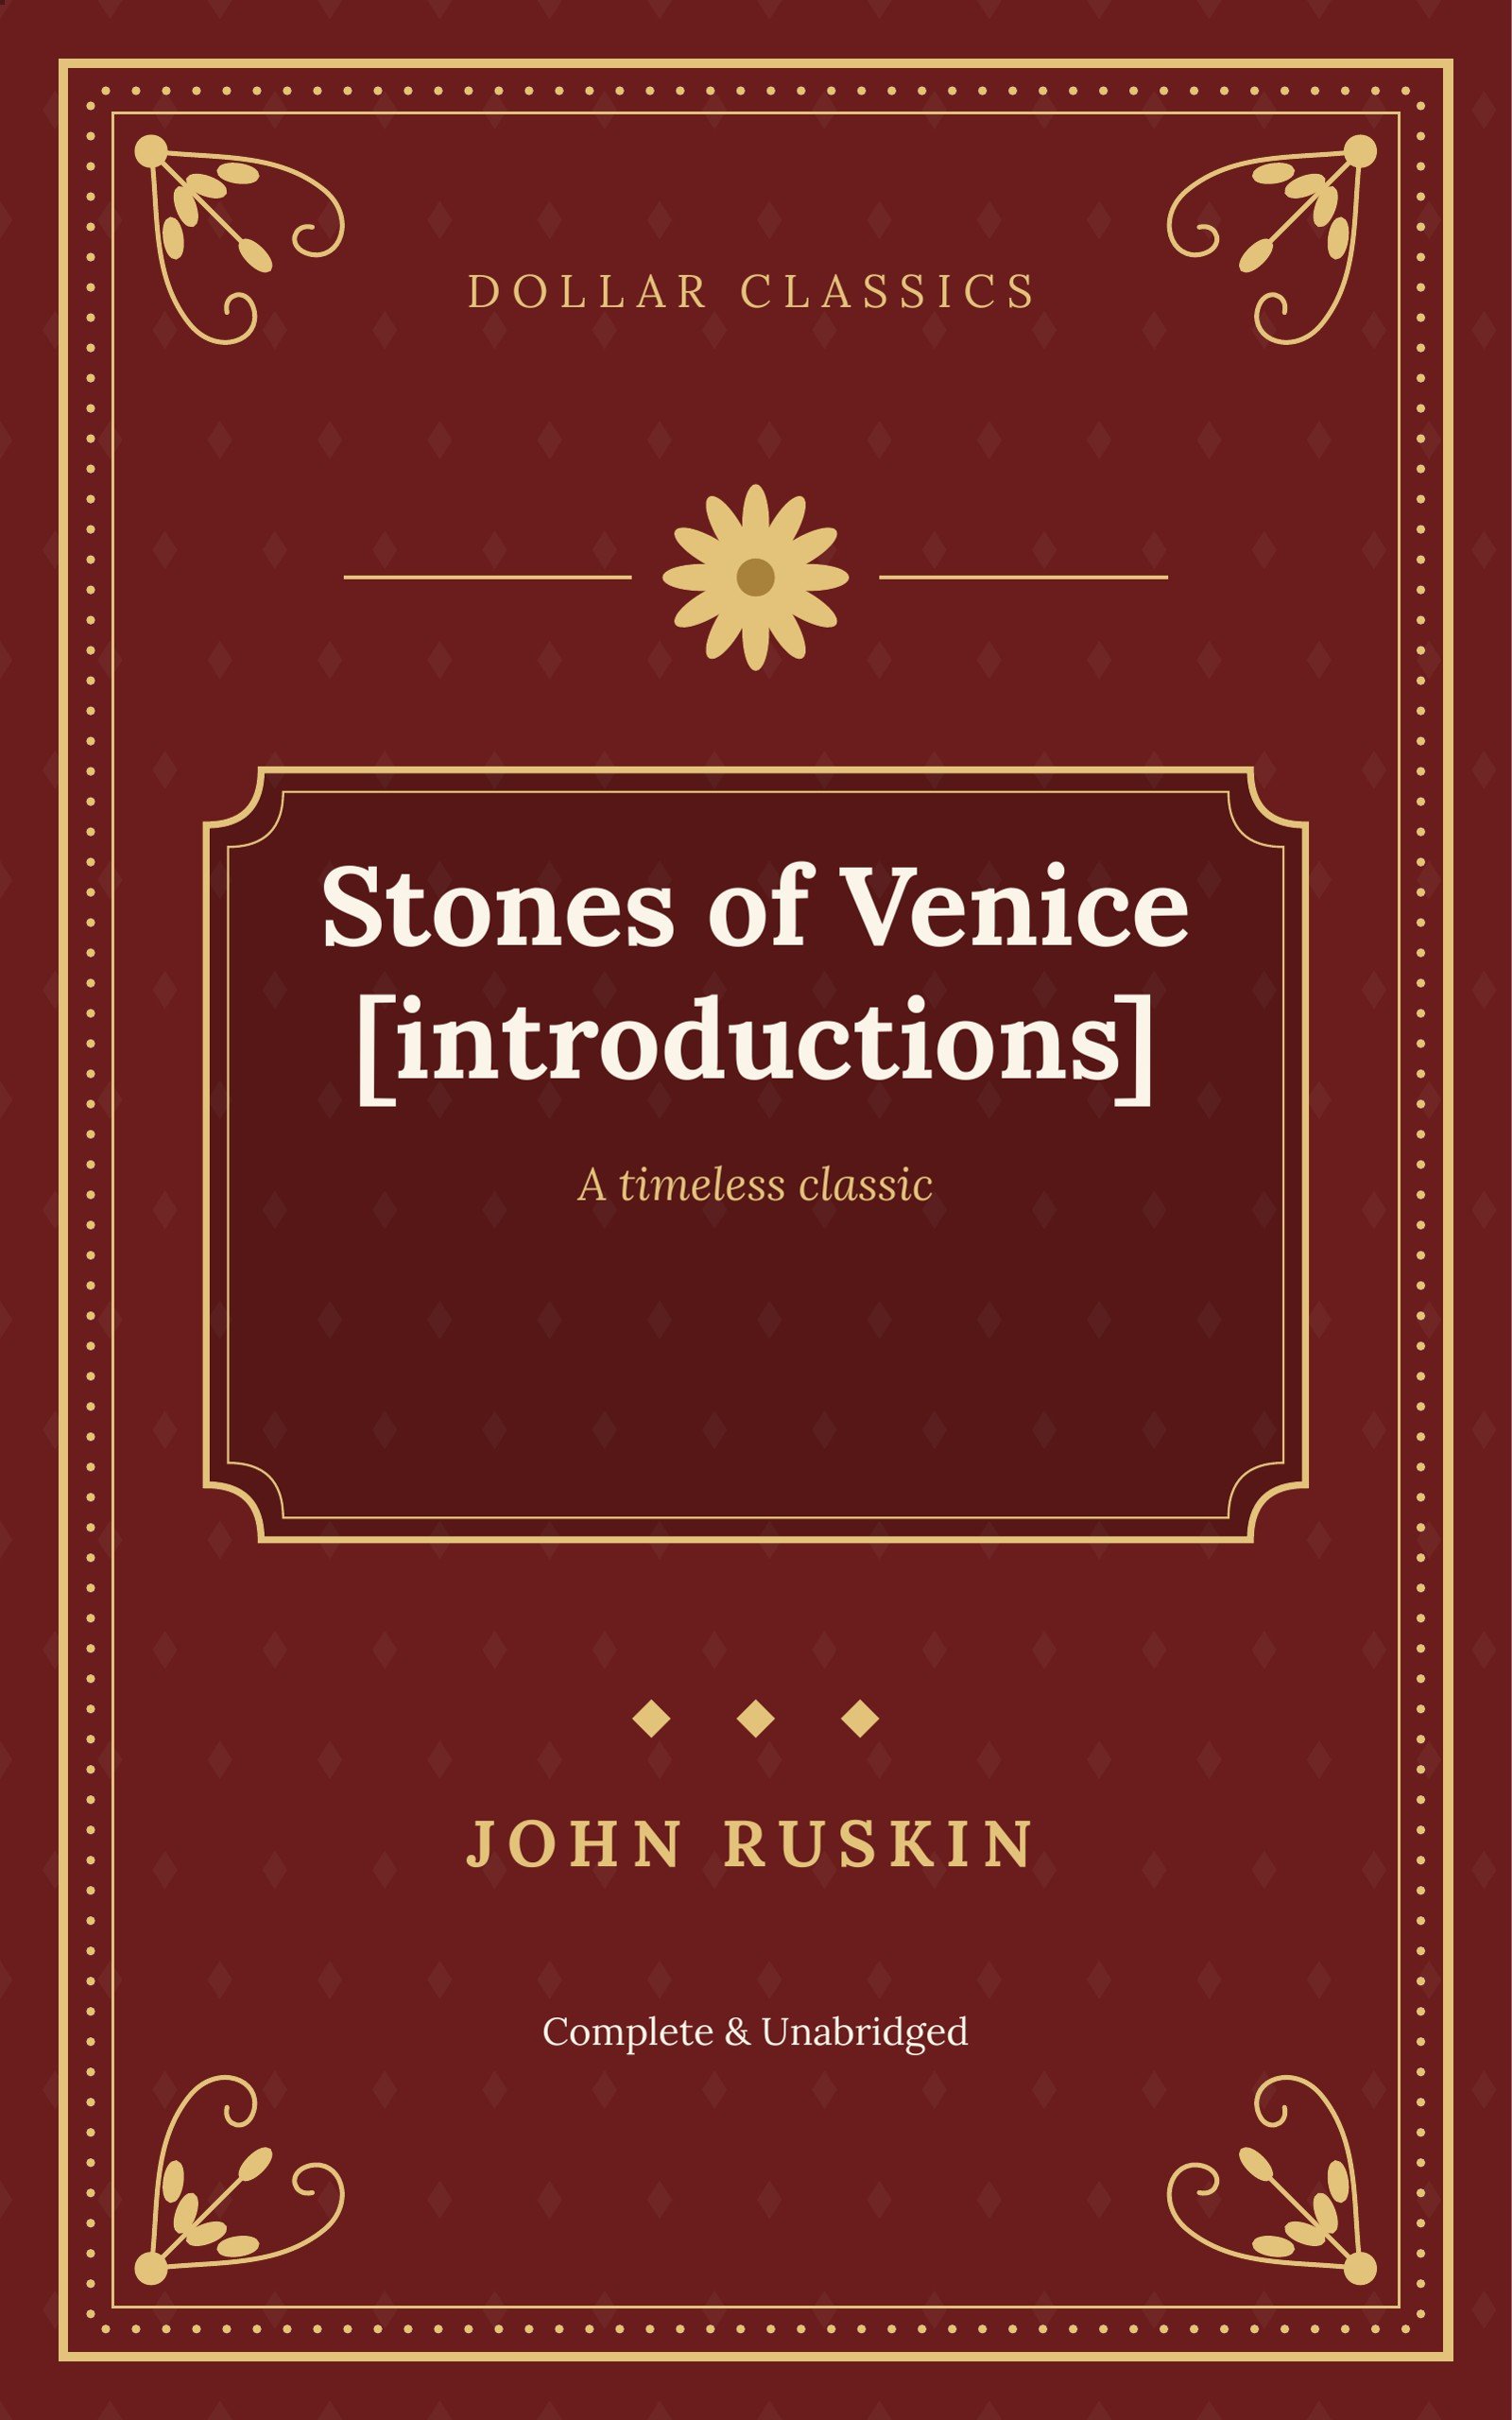 DOLLAR CLASSICS
Stones of Venice
[introductions]
A timeless classic
JOHN RUSKIN
Complete & Unabridged